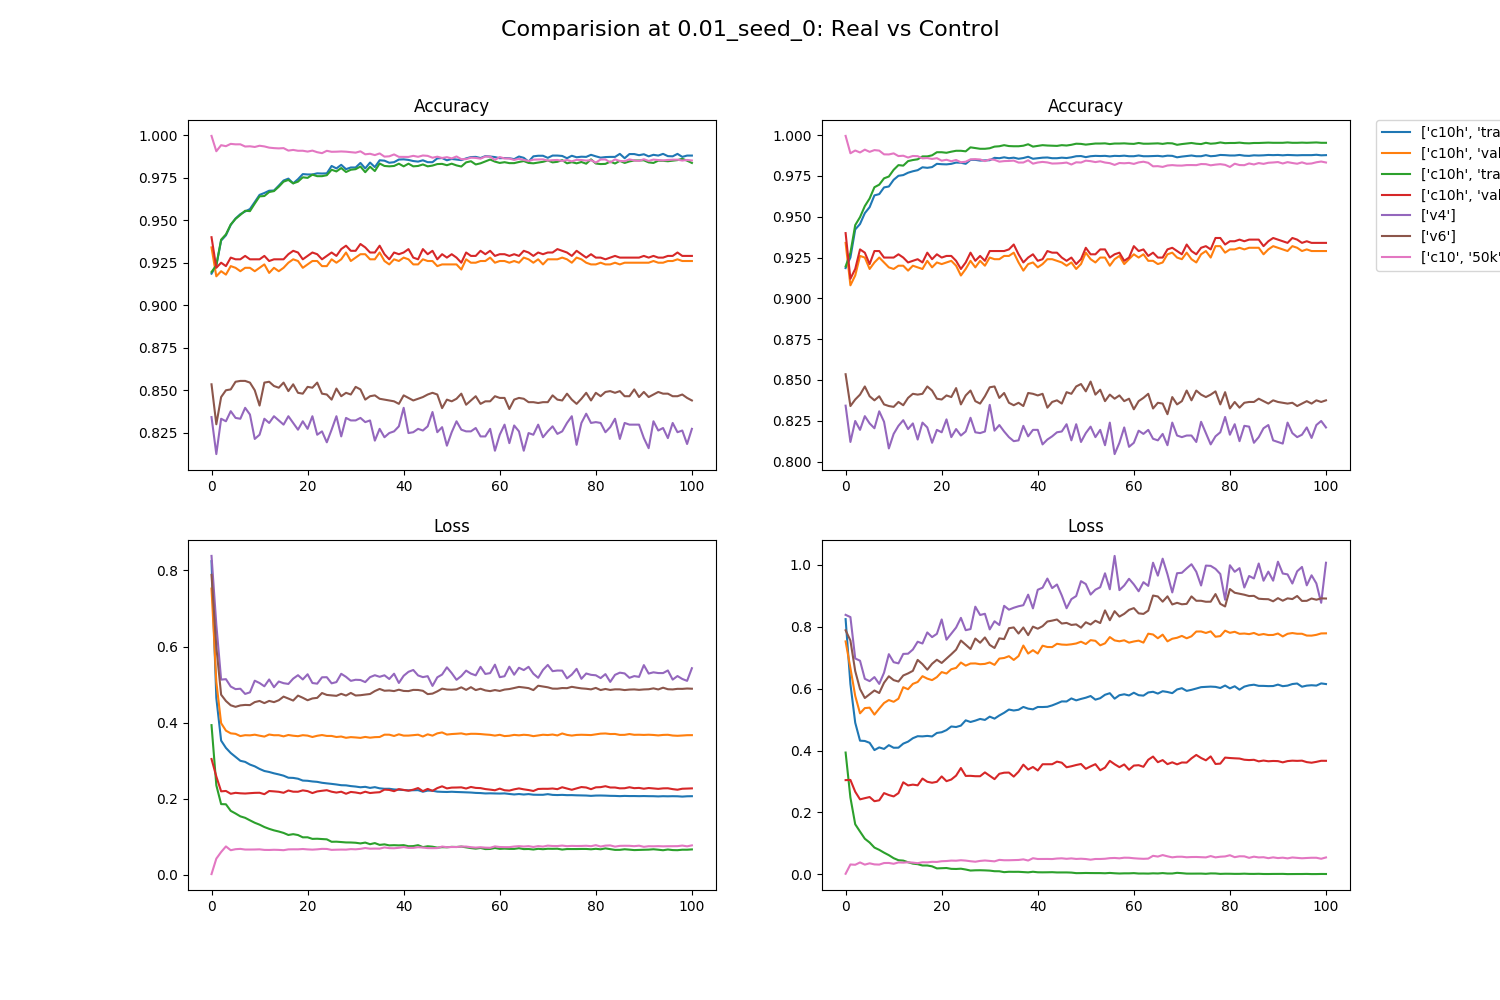 Comparision at 0.01_seed_0: Real vs Control
Accuracy
1.000
0.975
0.950
0.925
0.900
0.875
0.850
0.825
0 20 40 60 80 100
Accuracy
1.000
0.975
0.950
0.925
0.900
0.875
0.850
0.825
0.800
0 20 40 60 80 100
['c10h', 'tra
['c10h', 'val
['c10h', 'tra
['c10h', 'val
['v4']
['v6']
['c10', '50k'
Loss
0.8
0.6
0.4
0.2
0.0
0 20 40 60 80 100
Loss
1.0
0.8
0.6
0.4
0.2
0.0
0 20 40 60 80 100